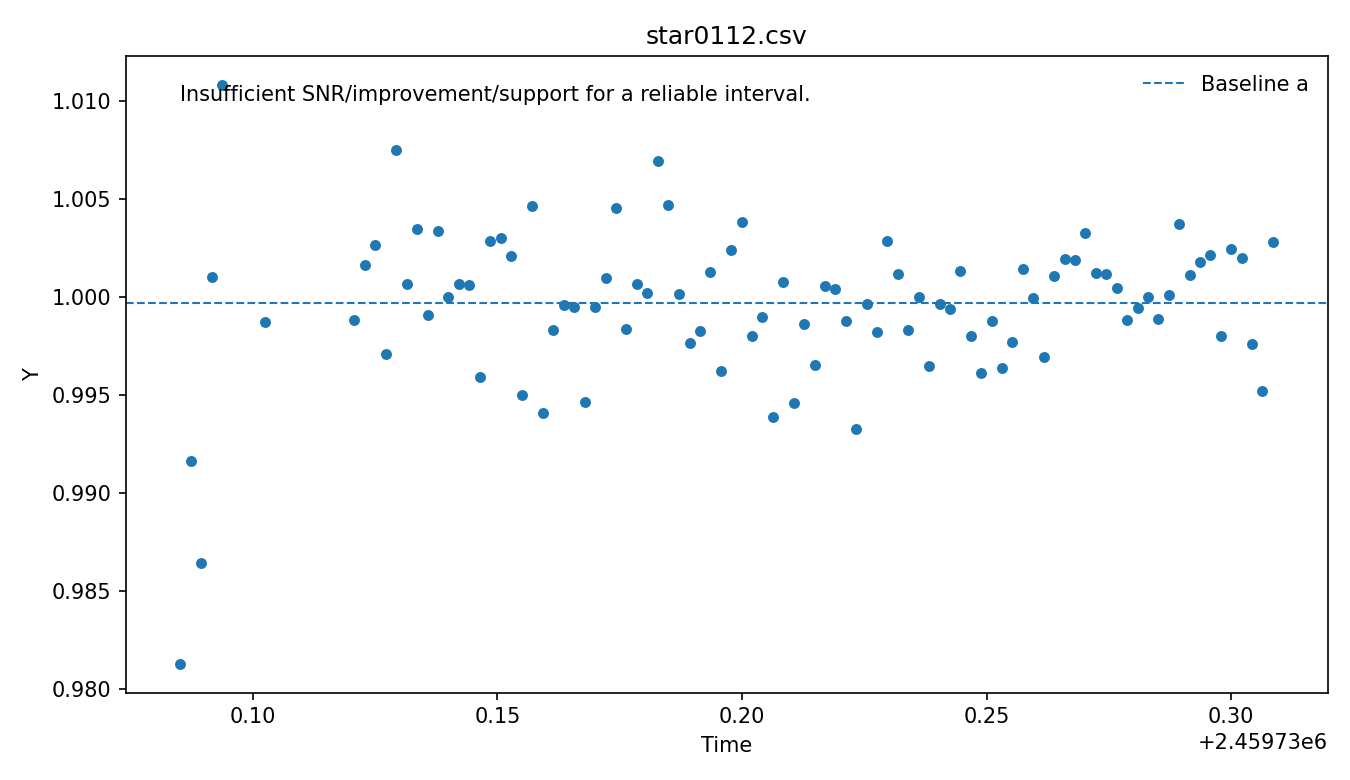 star0112.csv
Insufficient SNR/improvement/support for a reliable interval.
Baseline a
1.010
1.005
1.000
0.995
0.990
0.985
0.980
Y
0.10 0.15 0.20 0.25 0.30
Time
+2.45973e6